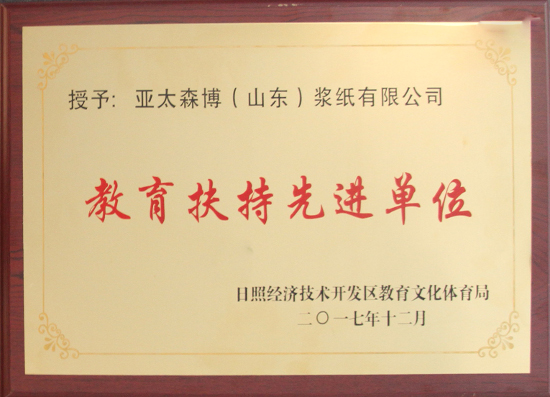 授予：亚太森博（山东）浆纸有限公司
教育扶持先进单位
日照经济技术开发区教育文化体育局
二〇一七年十二月